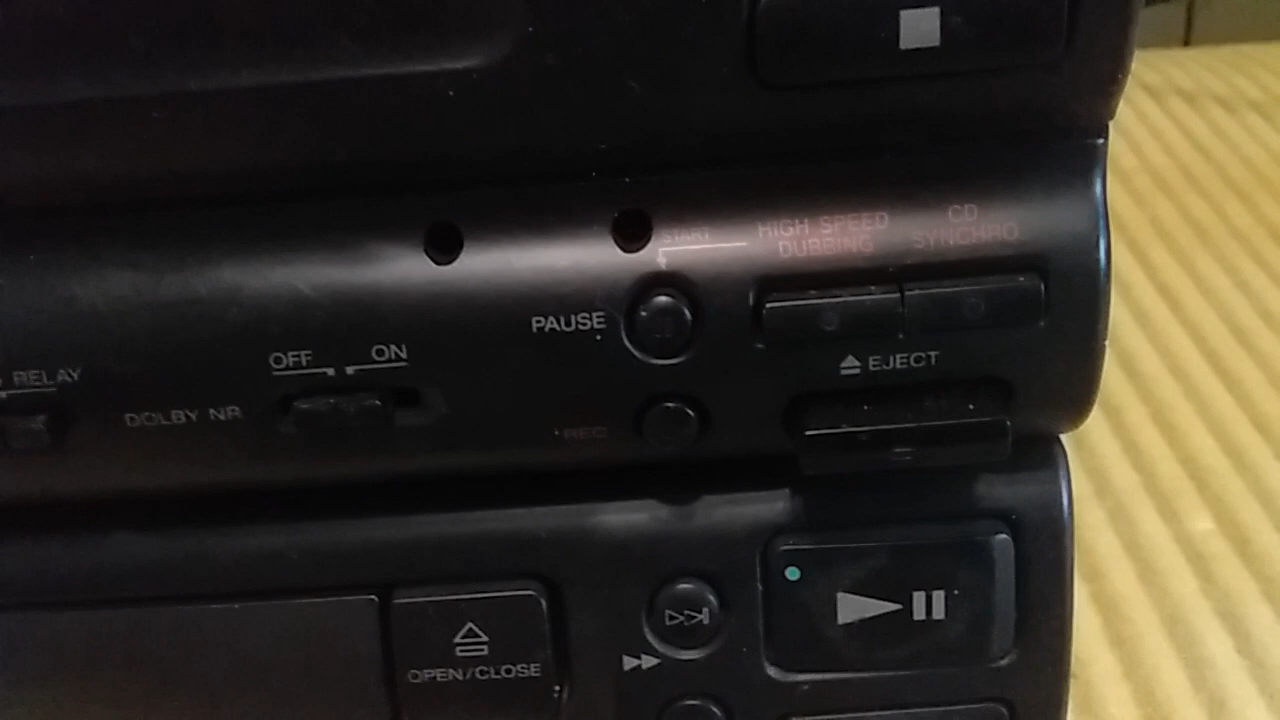 START
HIGH SPEED
DUBBING
CD
SYNCHRO
PAUSE
OFF ON
EJECT
RELAY
DOLBY NR
REC
OPEN/CLOSE